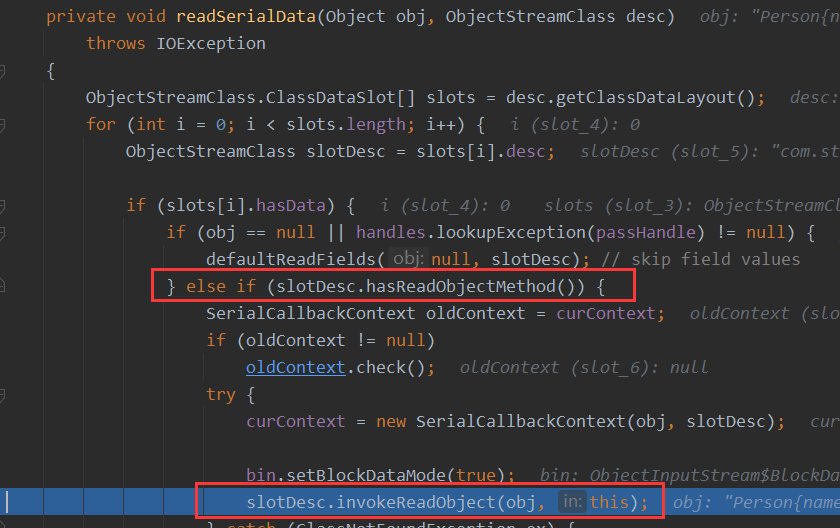 private void readSerialData(Object obj, ObjectStreamClass desc)   obj: "Person{n
throws IOException
{
ObjectStreamClass.ClassDataSlot[] slots = desc.getClassDataLayout();   desc:
for (int i = 0; i < slots.length; i++) {   i (slot_4): 0
ObjectStreamClass slotDesc = slots[i].desc;   slotDesc (slot_5): "com.st
if (slots[i].hasData) {   i (slot_4): 0   slots (slot_3): ObjectStreamCl
if (obj == null || handles.lookupException(passHandle) != null) {
defaultReadFields( obj: null, slotDesc); // skip field values
} else if (slotDesc.hasReadObjectMethod()) {
SerialCallbackContext oldContext = curContext;   oldContext (slo
if (oldContext != null)
oldContext.check();   oldContext (slot_6): null
try {
curContext = new SerialCallbackContext(obj, slotDesc);   cur
bin.setBlockDataMode(true);   bin: ObjectInputStream$BlockDa
slotDesc.invokeReadObject(obj, in: this);   obj: "Person{name
} catch (ClassNotFoundException ex) {